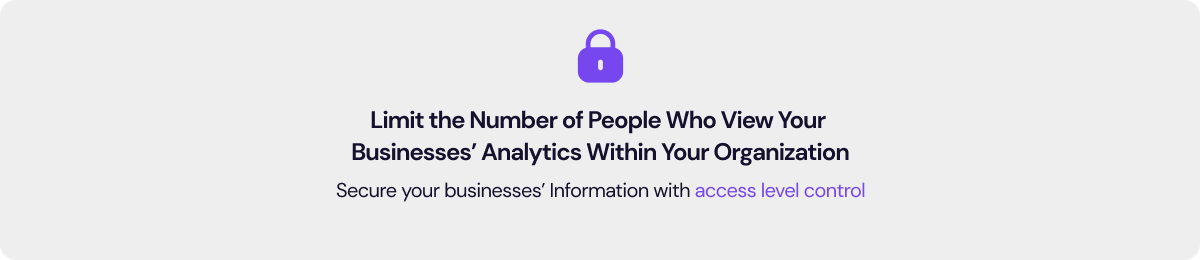 Limit the Number of People Who View Your
Businesses’ Analytics Within Your Organization
Secure your businesses’ Information with access level control